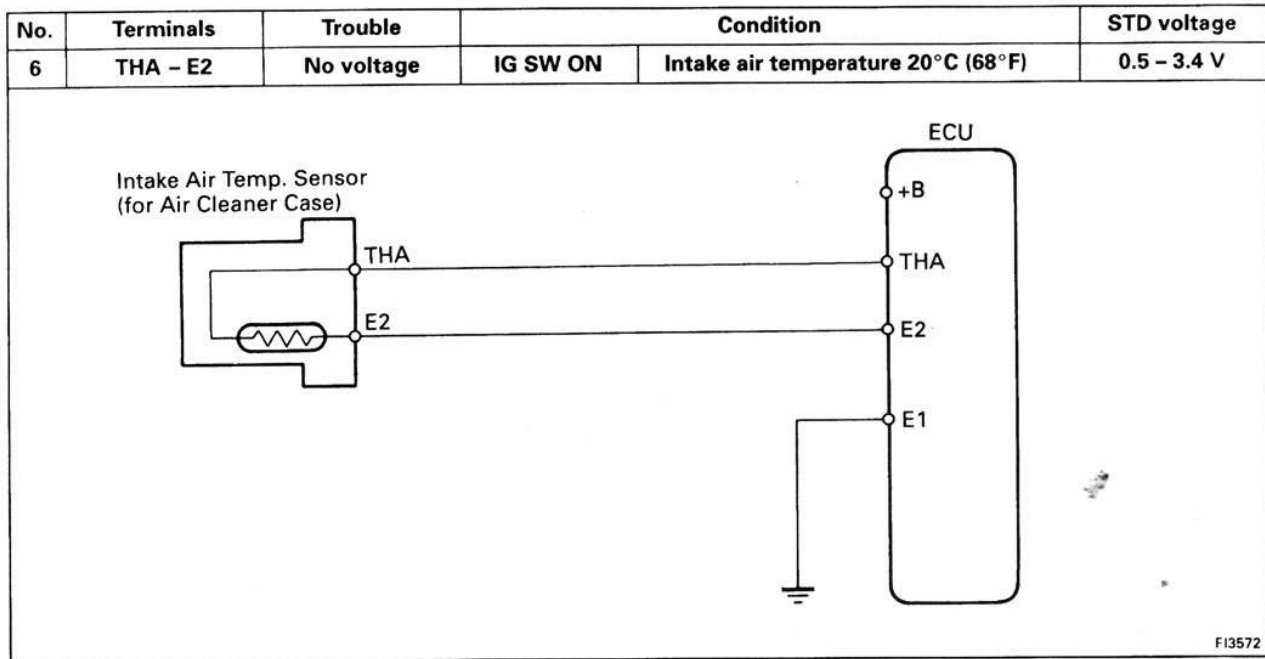 No. Terminals Trouble Condition STD voltage
6 THA – E2 No voltage IG SW ON Intake air temperature 20°C (68°F) 0.5 – 3.4 V
ECU
Intake Air Temp. Sensor
(for Air Cleaner Case)
+B
THA
THA
E2
E2
E1
FI3572